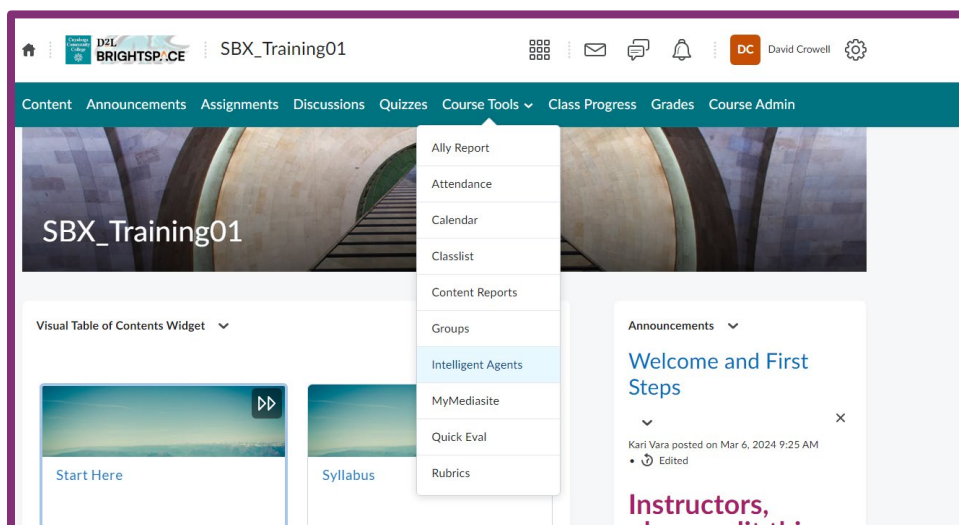 Cuyahoga
Community
College
D2L
BRIGHTSPACE
SBX_Training01
DC
David Crowell
Content Announcements Assignments Discussions Quizzes Course Tools Class Progress Grades Course Admin
Ally Report
Attendance
Calendar
Classlist
Content Reports
Groups
Intelligent Agents
MyMediasite
Quick Eval
Rubrics
SBX_Training01
Visual Table of Contents Widget
Start Here
Syllabus
Announcements
Welcome and First
Steps
Kari Vara posted on Mar 6, 2024 9:25 AM
• Edited
Instructors,